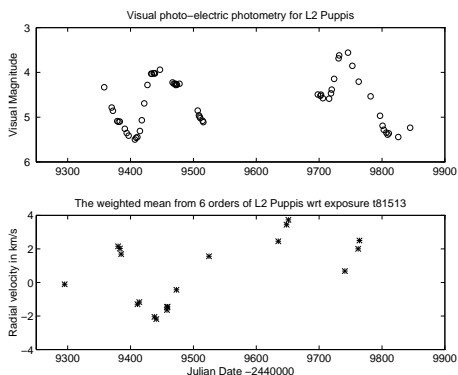 Visual photo-electric photometry for L2 Puppis
3
4
5
6
Visual Magnitude
9300 9400 9500 9600 9700 9800 9900
The weighted mean from 6 orders of L2 Puppis wrt exposure t81513
4
2
0
−2
−4
Radial velocity in km/s
9300 9400 9500 9600 9700 9800 9900
Julian Date −2440000